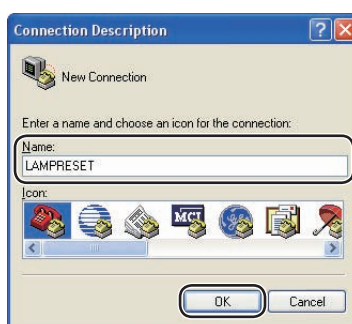 Connection Description
New Connection
Enter a name and choose an icon for the connection:
Name:
LAMPRESET
Icon:
MCI
OK
Cancel